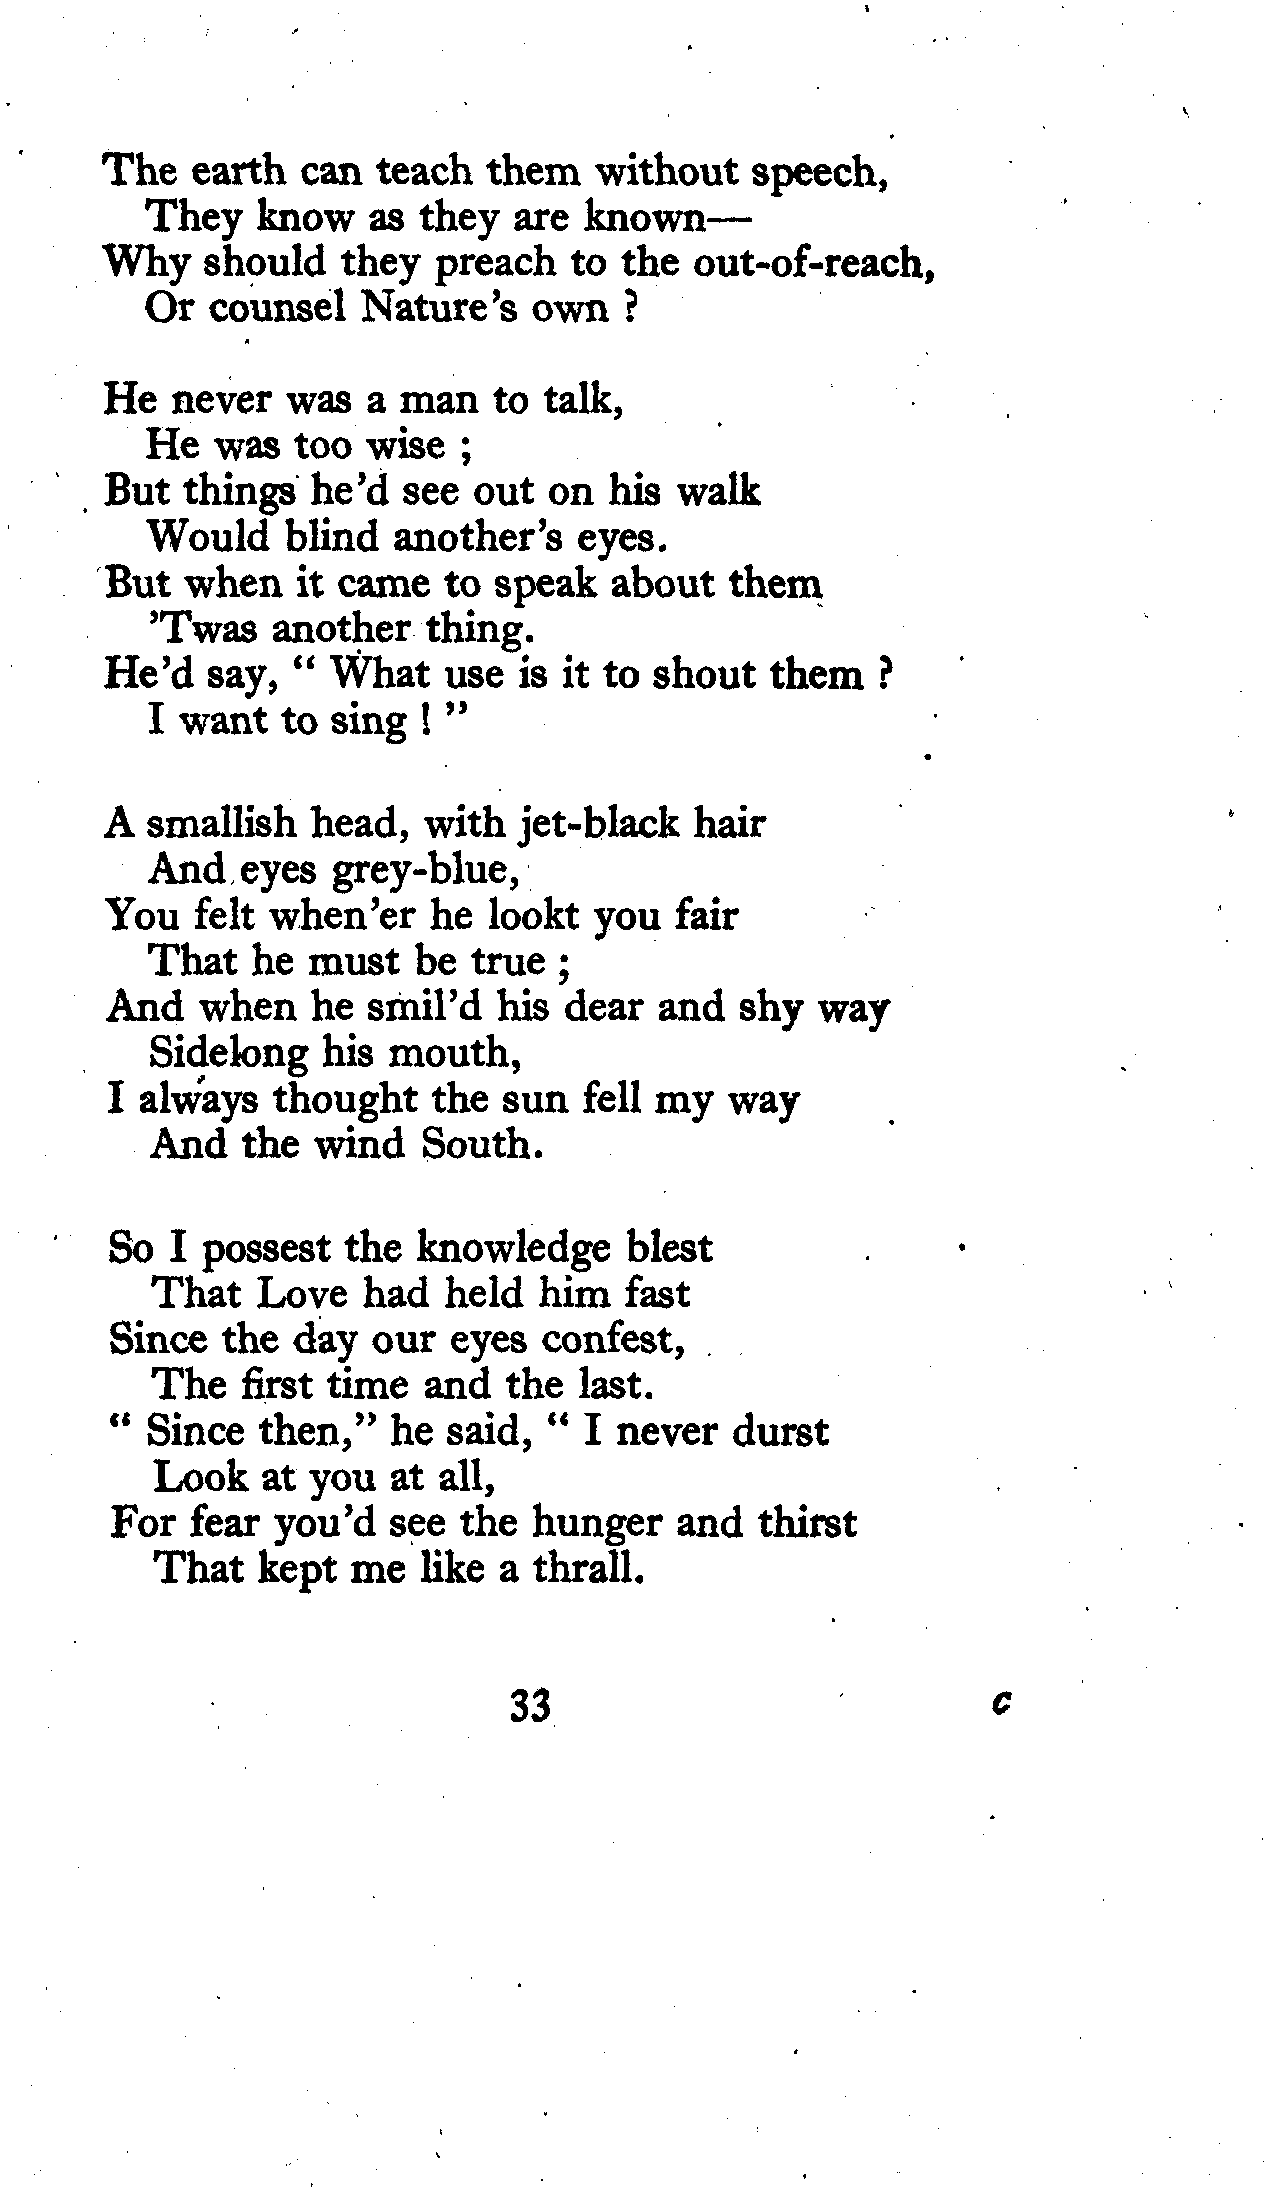 The earth can teach them without speech,
They know as they are known—
Why should they preach to the out-of-reach,
Or counsel Nature's own ?

He never was a man to talk,
He was too wise ;
But things he'd see out on his walk
Would blind another's eyes.
But when it came to speak about them
'Twas another thing.
He'd say, “ What use is it to shout them ?
I want to sing ! ”

A smallish head, with jet-black hair
And eyes grey-blue,
You felt when'er he lookt you fair
That he must be true ;
And when he smil'd his dear and shy way
Sidelong his mouth,
I always thought the sun fell my way
And the wind South.

So I possest the knowledge blest
That Love had held him fast
Since the day our eyes confest,
The first time and the last.
“ Since then,” he said, “ I never durst
Look at you at all,
For fear you'd see the hunger and thirst
That kept me like a thrall.

33 c